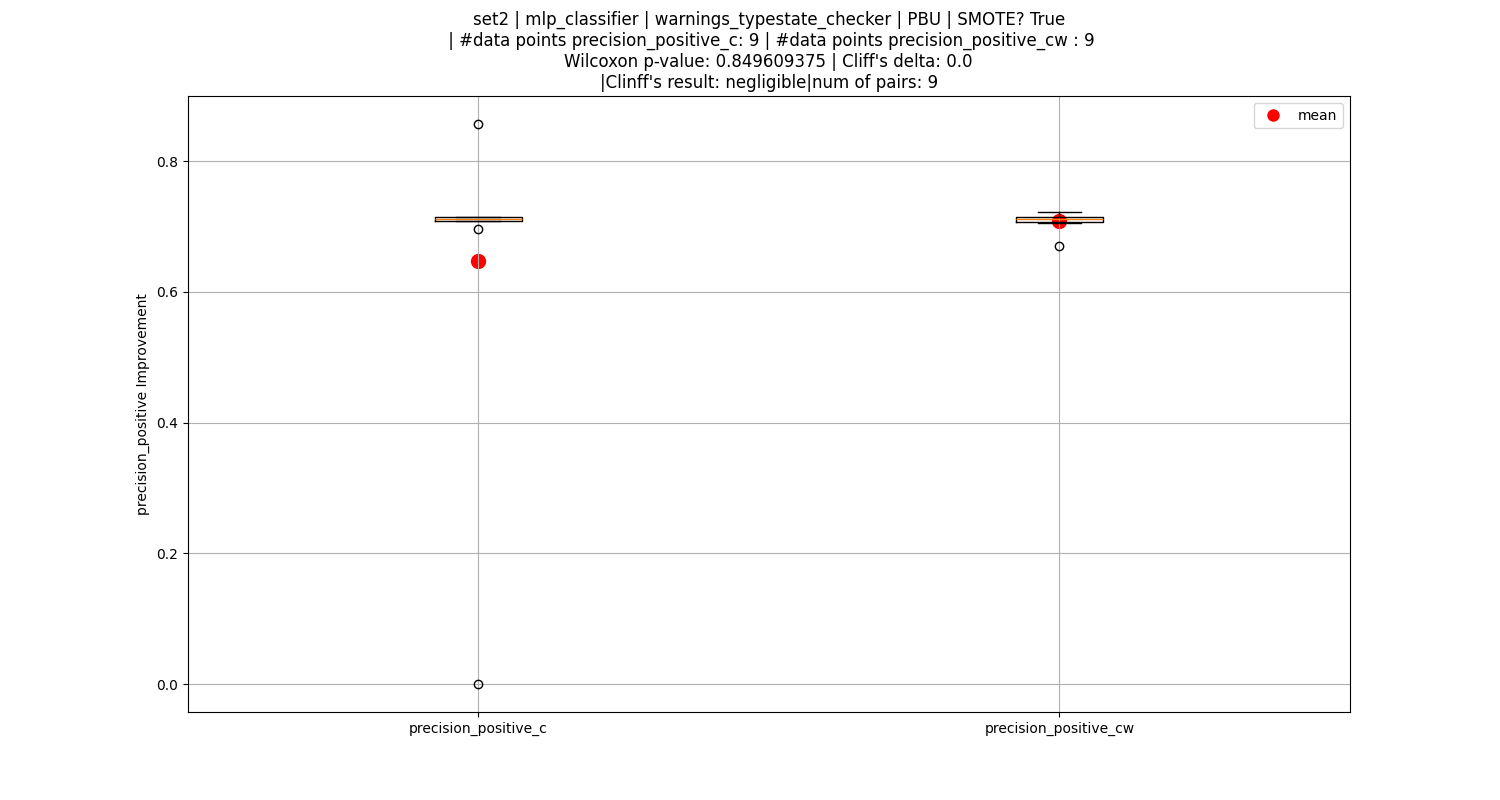 set2 | mlp_classifier | warnings_typestate_checker | PBU | SMOTE? True
| #data points precision_positive_c: 9 | #data points precision_positive_cw : 9
Wilcoxon p-value: 0.849609375 | Cliff's delta: 0.0
|Clinff's result: negligible|num of pairs: 9
mean
0.8
0.6
0.4
0.2
0.0
precision_positive Improvement
precision_positive_c
precision_positive_cw